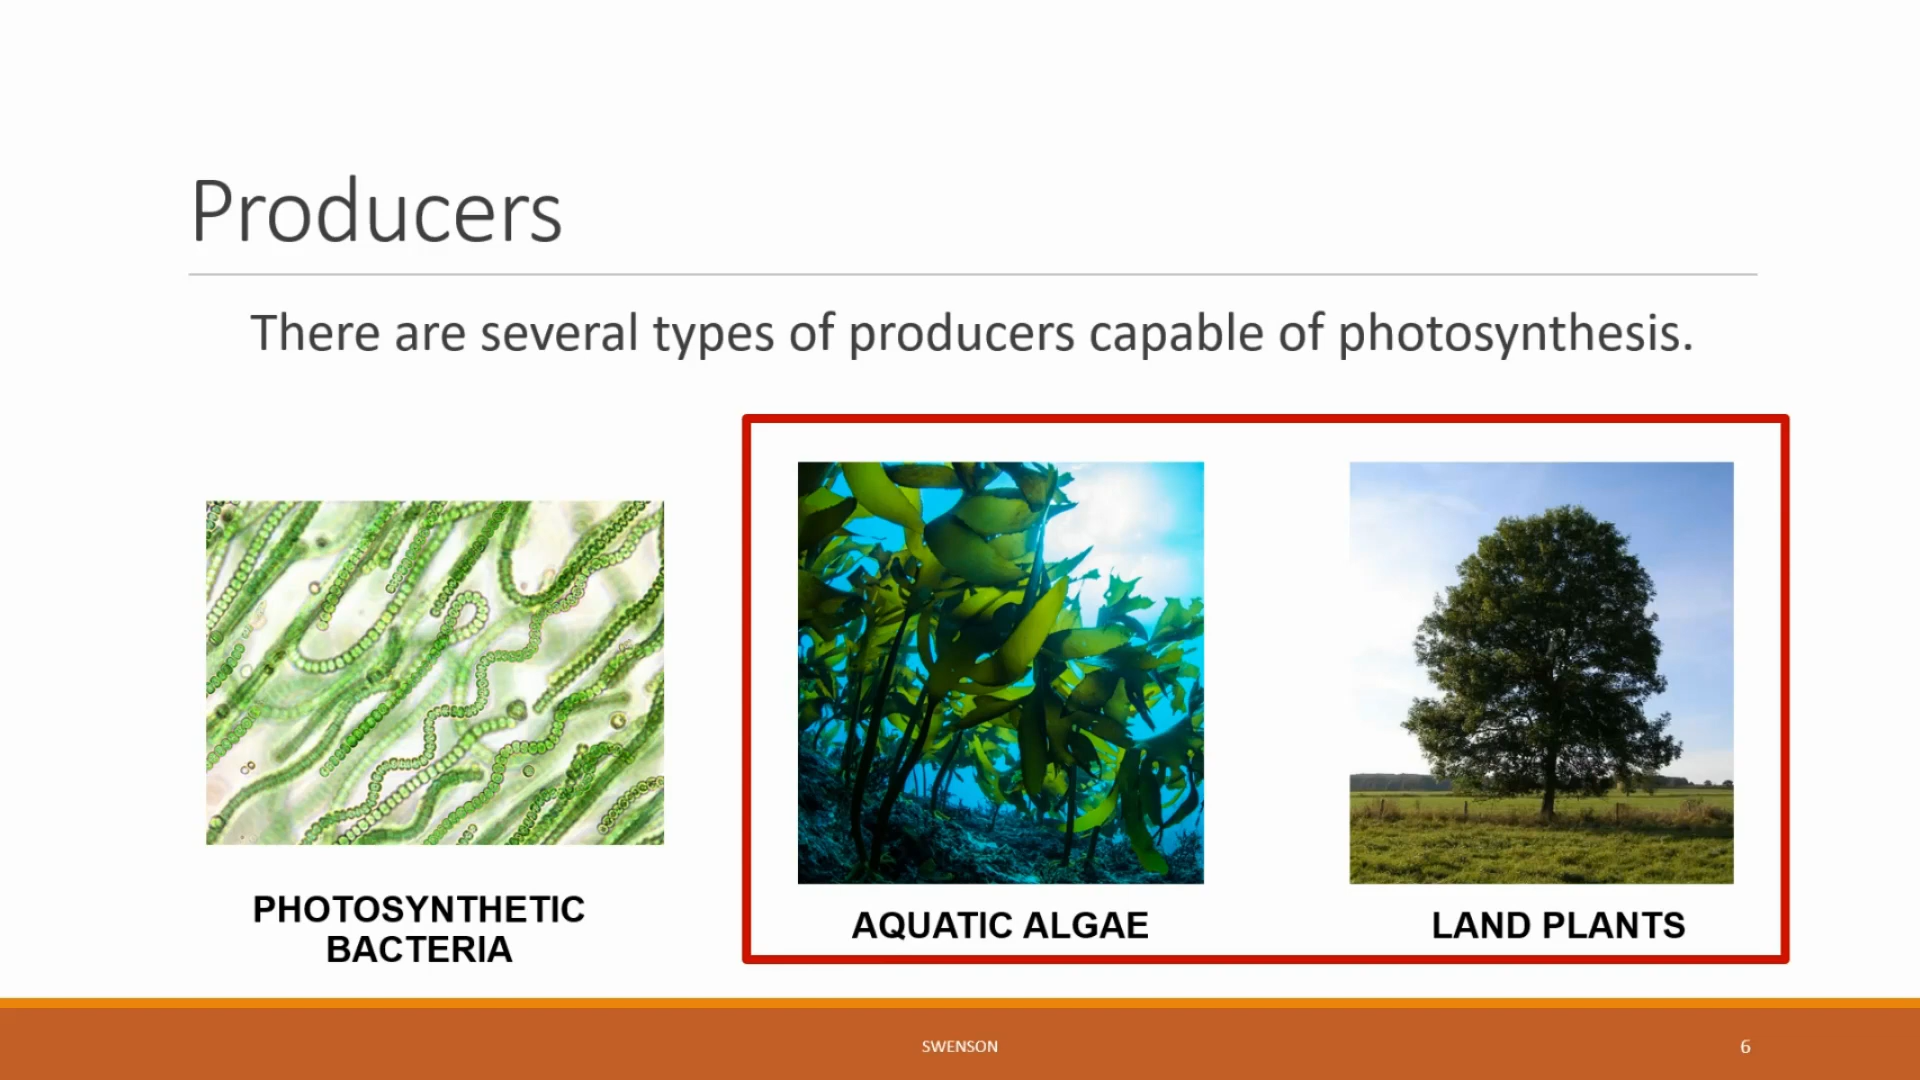 Producers
There are several types of producers capable of photosynthesis.
PHOTOSYNTHETIC
BACTERIA
AQUATIC ALGAE
LAND PLANTS
SWENSON
6